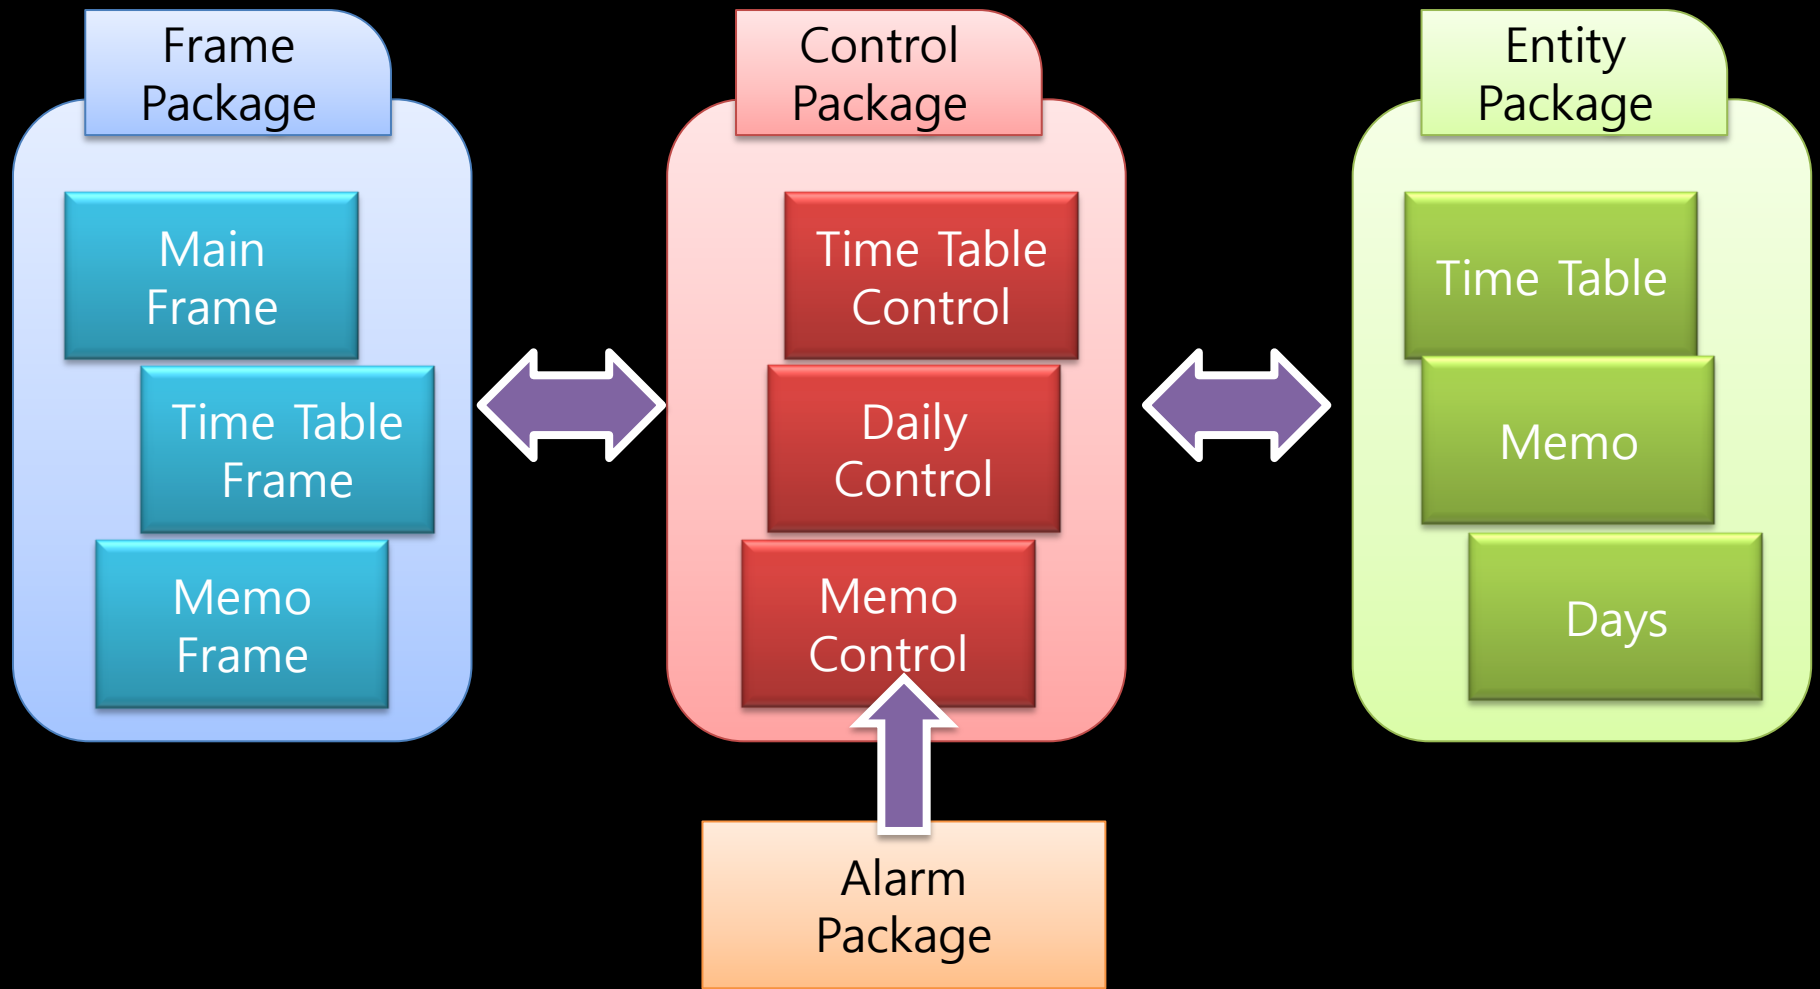 Frame
Package
Main
Frame
Time Table
Frame
Memo
Frame
Control
Package
Time Table
Control
Daily
Control
Memo
Control
Entity
Package
Time Table
Memo
Days
Alarm
Package